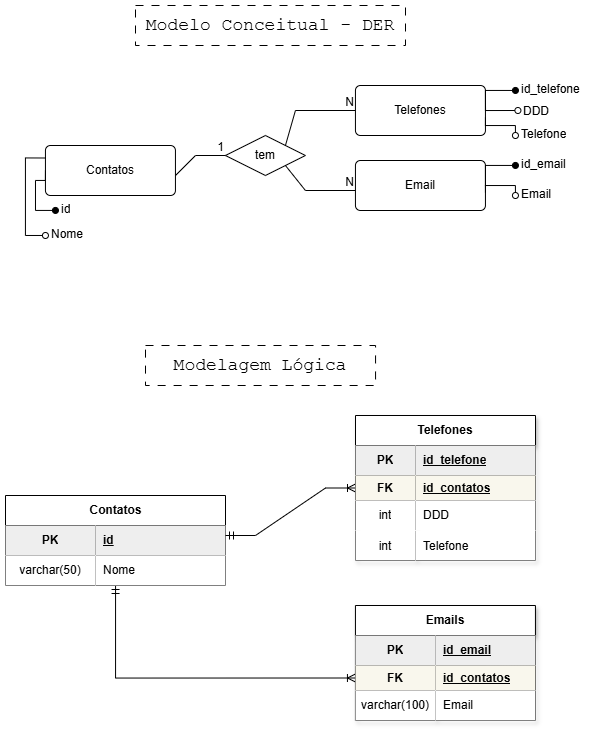 Modelo Conceitual - DER
Contatos
id
Nome
1
tem
N
N
Telefones
id_telefone
DDD
Telefone
Email
id_email
Email
Modelagem Lógica
Contatos
PK id
varchar(50) Nome
Telefones
PK id_telefone
FK id_contatos
int DDD
int Telefone
Emails
PK id_email
FK id_contatos
varchar(100) Email